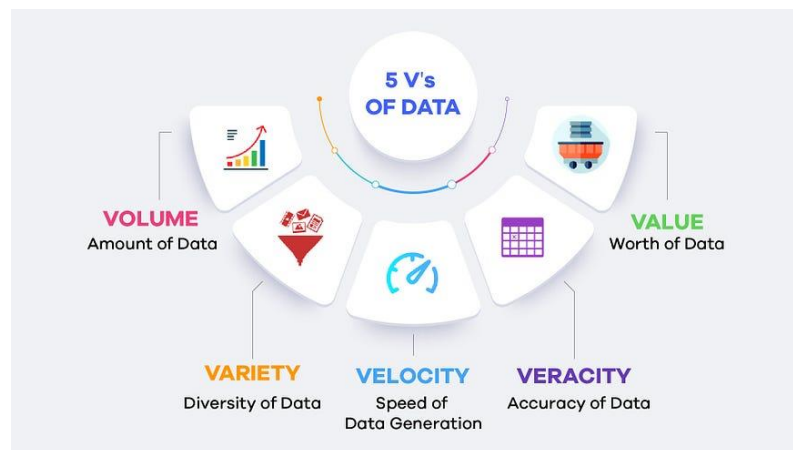 5 V's
OF DATA
VOLUME
Amount of Data
VARIETY
Diversity of Data
VELOCITY
Speed of
Data Generation
VERACITY
Accuracy of Data
VALUE
Worth of Data